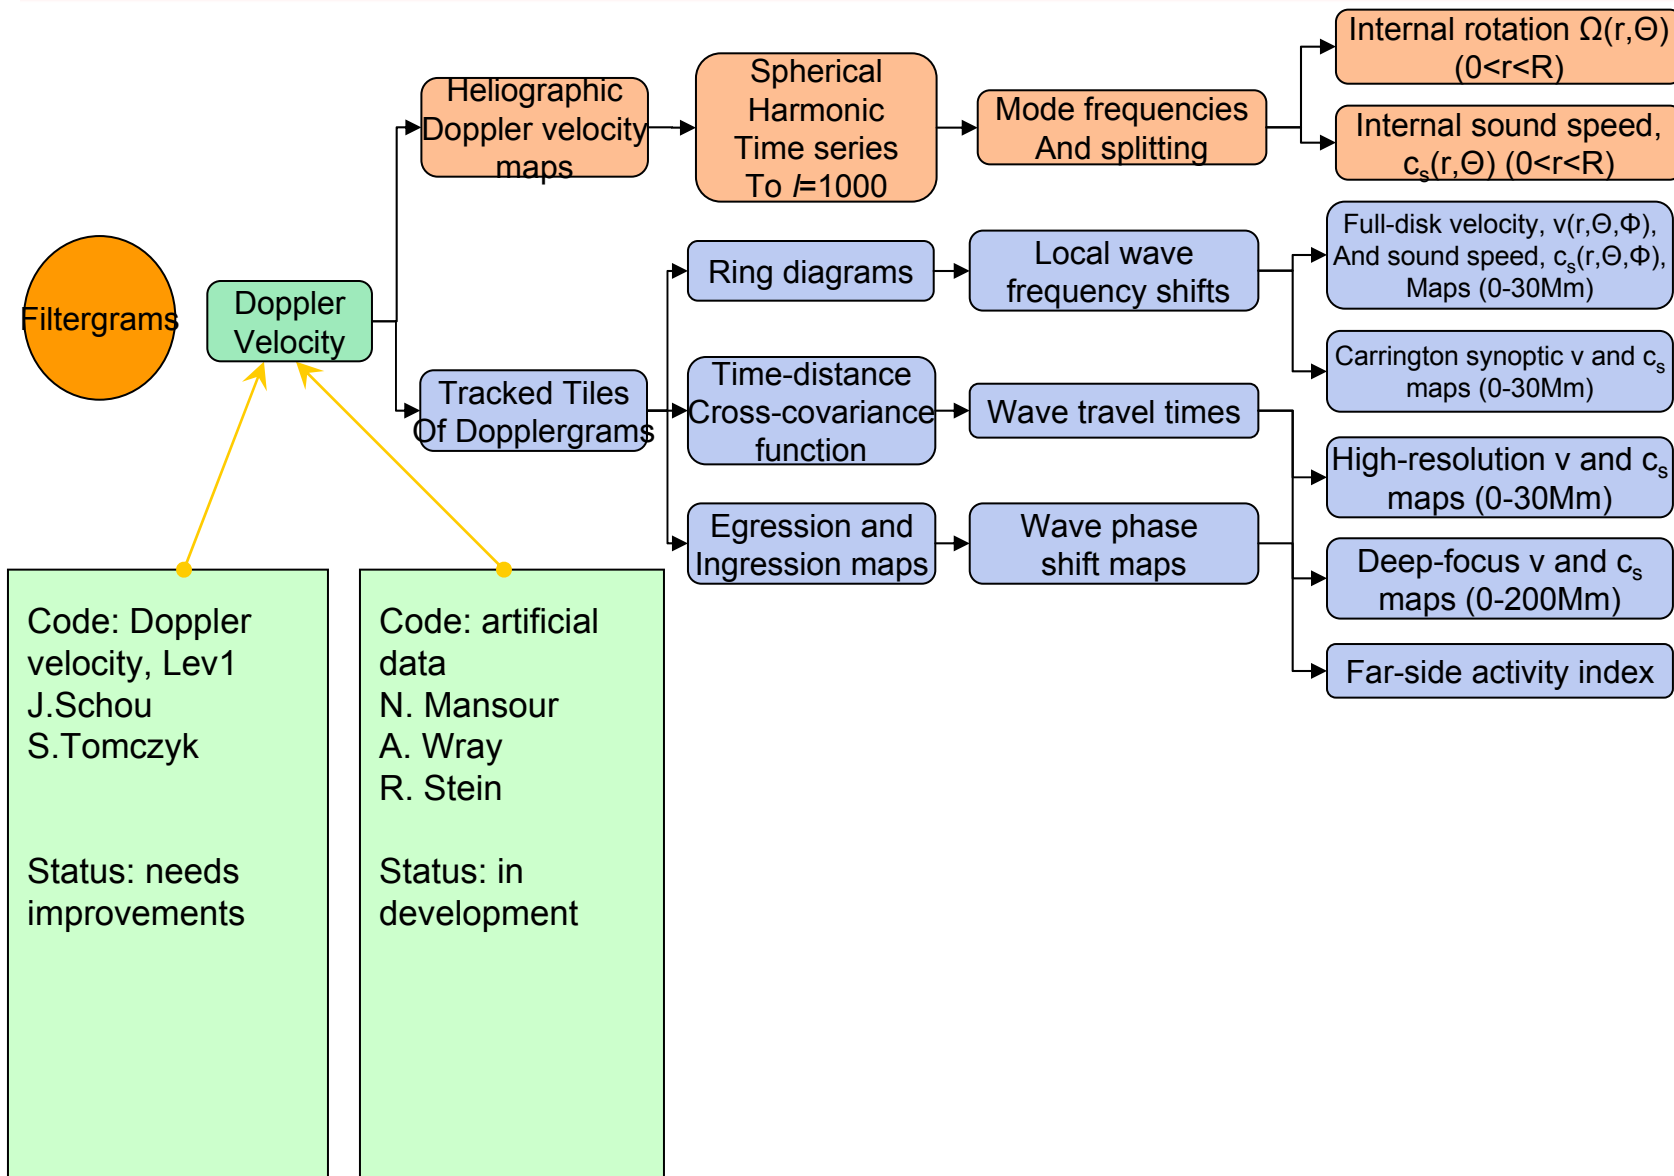 Filtergrams
Doppler
Velocity
Heliographic
Doppler velocity
maps
Spherical
Harmonic
Time series
To l=1000
Mode frequencies
And splitting
Internal rotation Ω(r,Θ)
(0<r<R)
Internal sound speed,
cₛ(r,Θ) (0<r<R)
Tracked Tiles
Of Dopplergrams
Ring diagrams
Local wave
frequency shifts
Full-disk velocity, v(r,Θ,Φ),
And sound speed, cₛ(r,Θ,Φ),
Maps (0-30Mm)
Carrington synoptic v and cₛ
maps (0-30Mm)
Time-distance
Cross-covariance
function
Wave travel times
High-resolution v and cₛ
maps (0-30Mm)
Egression and
Ingression maps
Wave phase
shift maps
Deep-focus v and cₛ
maps (0-200Mm)
Far-side activity index
Code: Doppler
velocity, Lev1
J.Schou
S.Tomczyk
Status: needs
improvements
Code: artificial
data
N. Mansour
A. Wray
R. Stein
Status: in
development